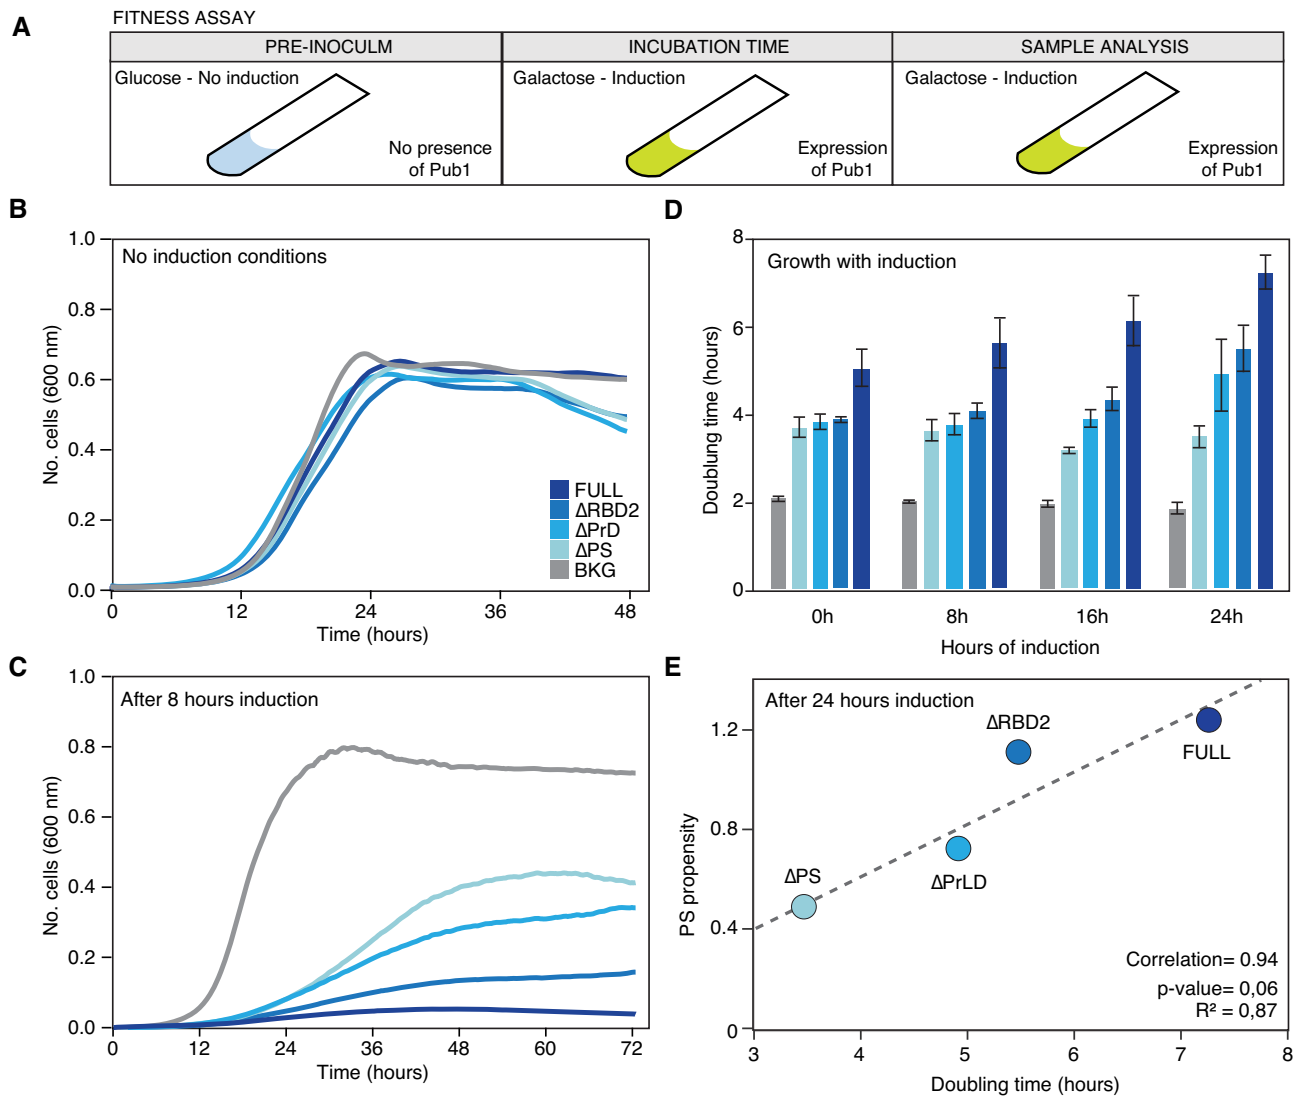 A
FITNESS ASSAY
PRE-INOCULM
INCUBATION TIME
SAMPLE ANALYSIS
Glucose - No induction
No presence
of Pub1
Galactose - Induction
Expression
of Pub1
Galactose - Induction
Expression
of Pub1
B
No induction conditions
No. cells (600 nm)
1.0
0.8
0.6
0.4
0.2
0.0
0
12
24
36
48
Time (hours)
FULL
ΔRBD2
ΔPrD
ΔPS
BKG
C
After 8 hours induction
No. cells (600 nm)
1.0
0.8
0.6
0.4
0.2
0.0
0
12
24
36
48
60
72
Time (hours)
D
Growth with induction
Doublung time (hours)
8
6
4
2
0
0h
8h
16h
24h
Hours of induction
E
After 24 hours induction
PS propensity
1.2
0.8
0.4
0
ΔRBD2
FULL
ΔPS
ΔPrLD
Correlation= 0.94
p-value= 0,06
R² = 0,87
3
4
5
6
7
8
Doubling time (hours)